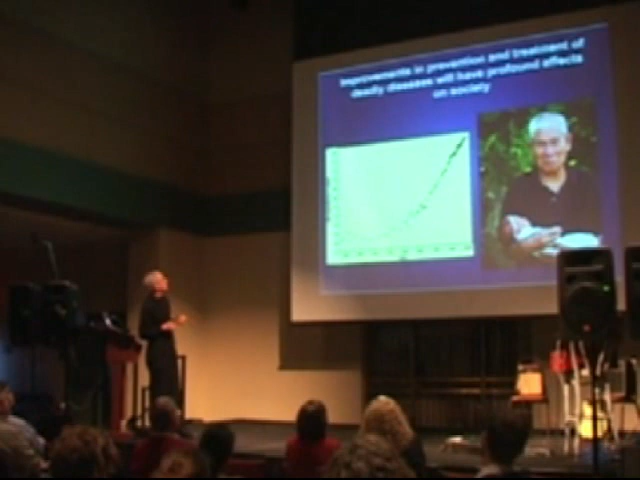 Improvements in prevention and treatment of
deadly diseases will have profound effects
on society